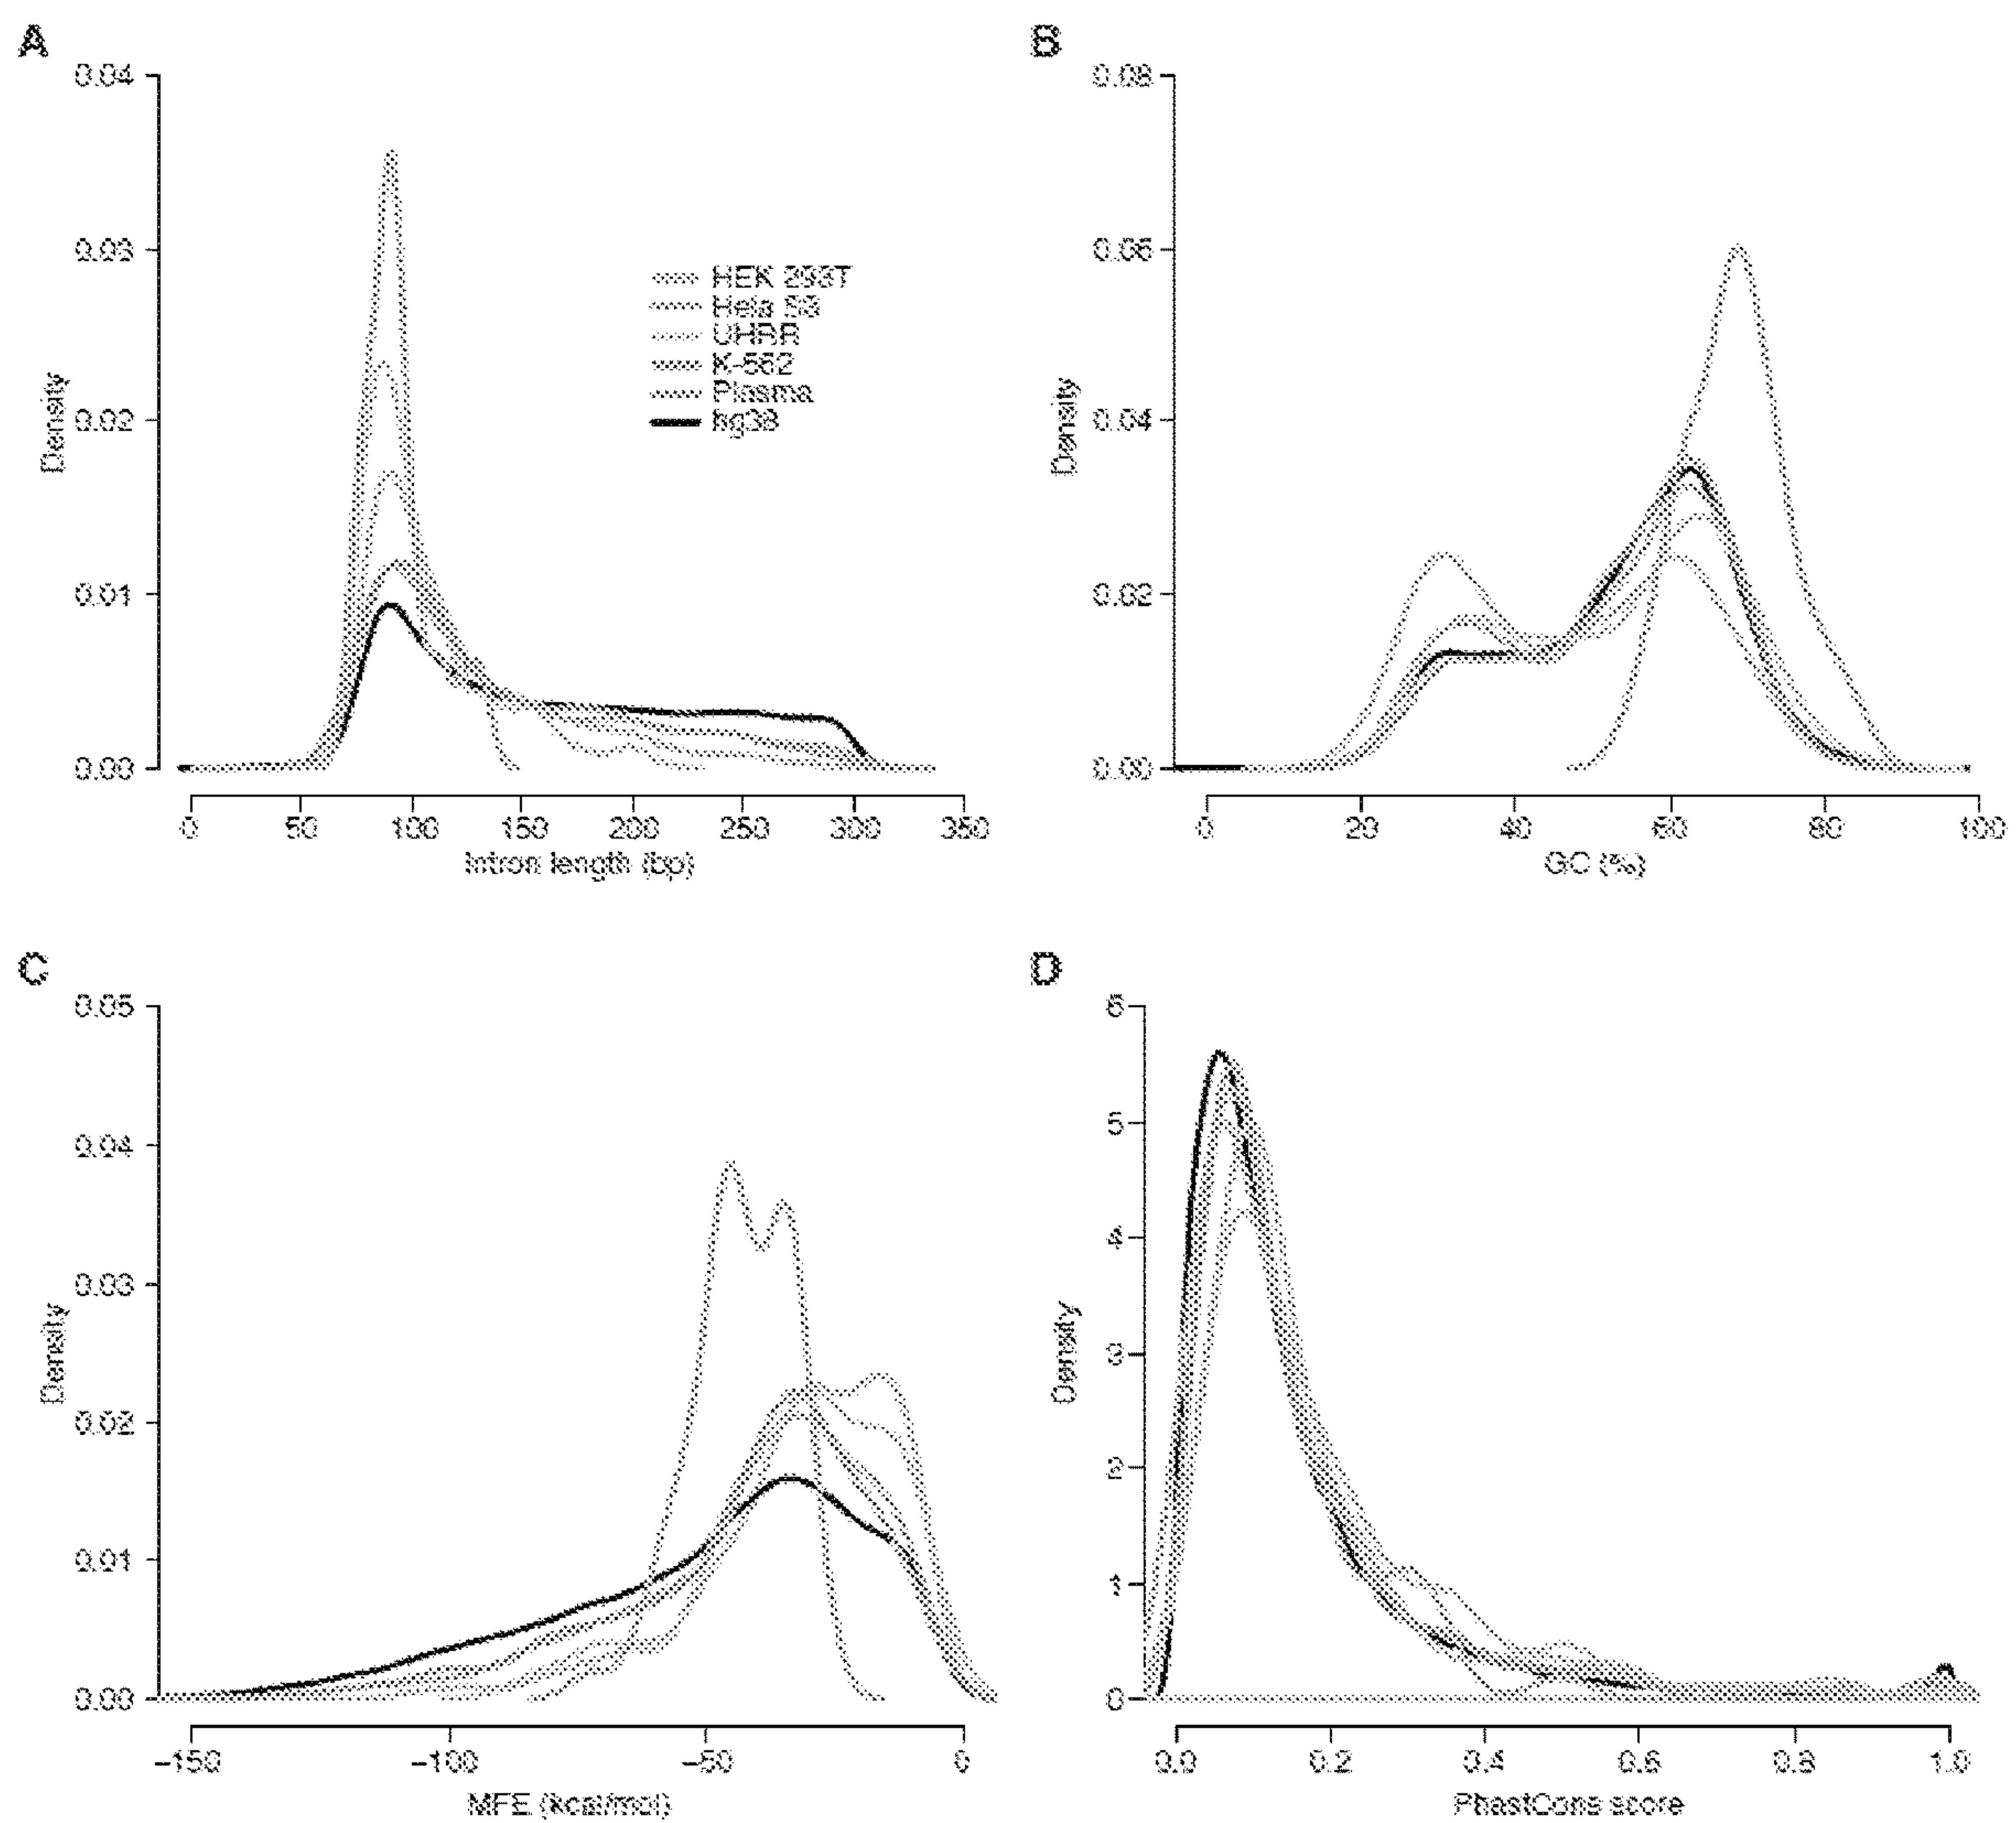 A
0.04
0.03
0.02
0.01
0.00
Density
HEK 293T
Hela S3
UHRR
K-562
Plasma
hg38
0 50 100 150 200 250 300 350
Intron length (bp)
B
0.08
0.06
0.04
0.02
0.00
Density
0 20 40 60 80 100
GC (%)
C
0.05
0.04
0.03
0.02
0.01
0.00
Density
–150 –100 –50 0
MFE (kcal/mol)
D
6
5
4
3
2
1
0
Density
0.0 0.2 0.4 0.6 0.8 1.0
PhastCons score